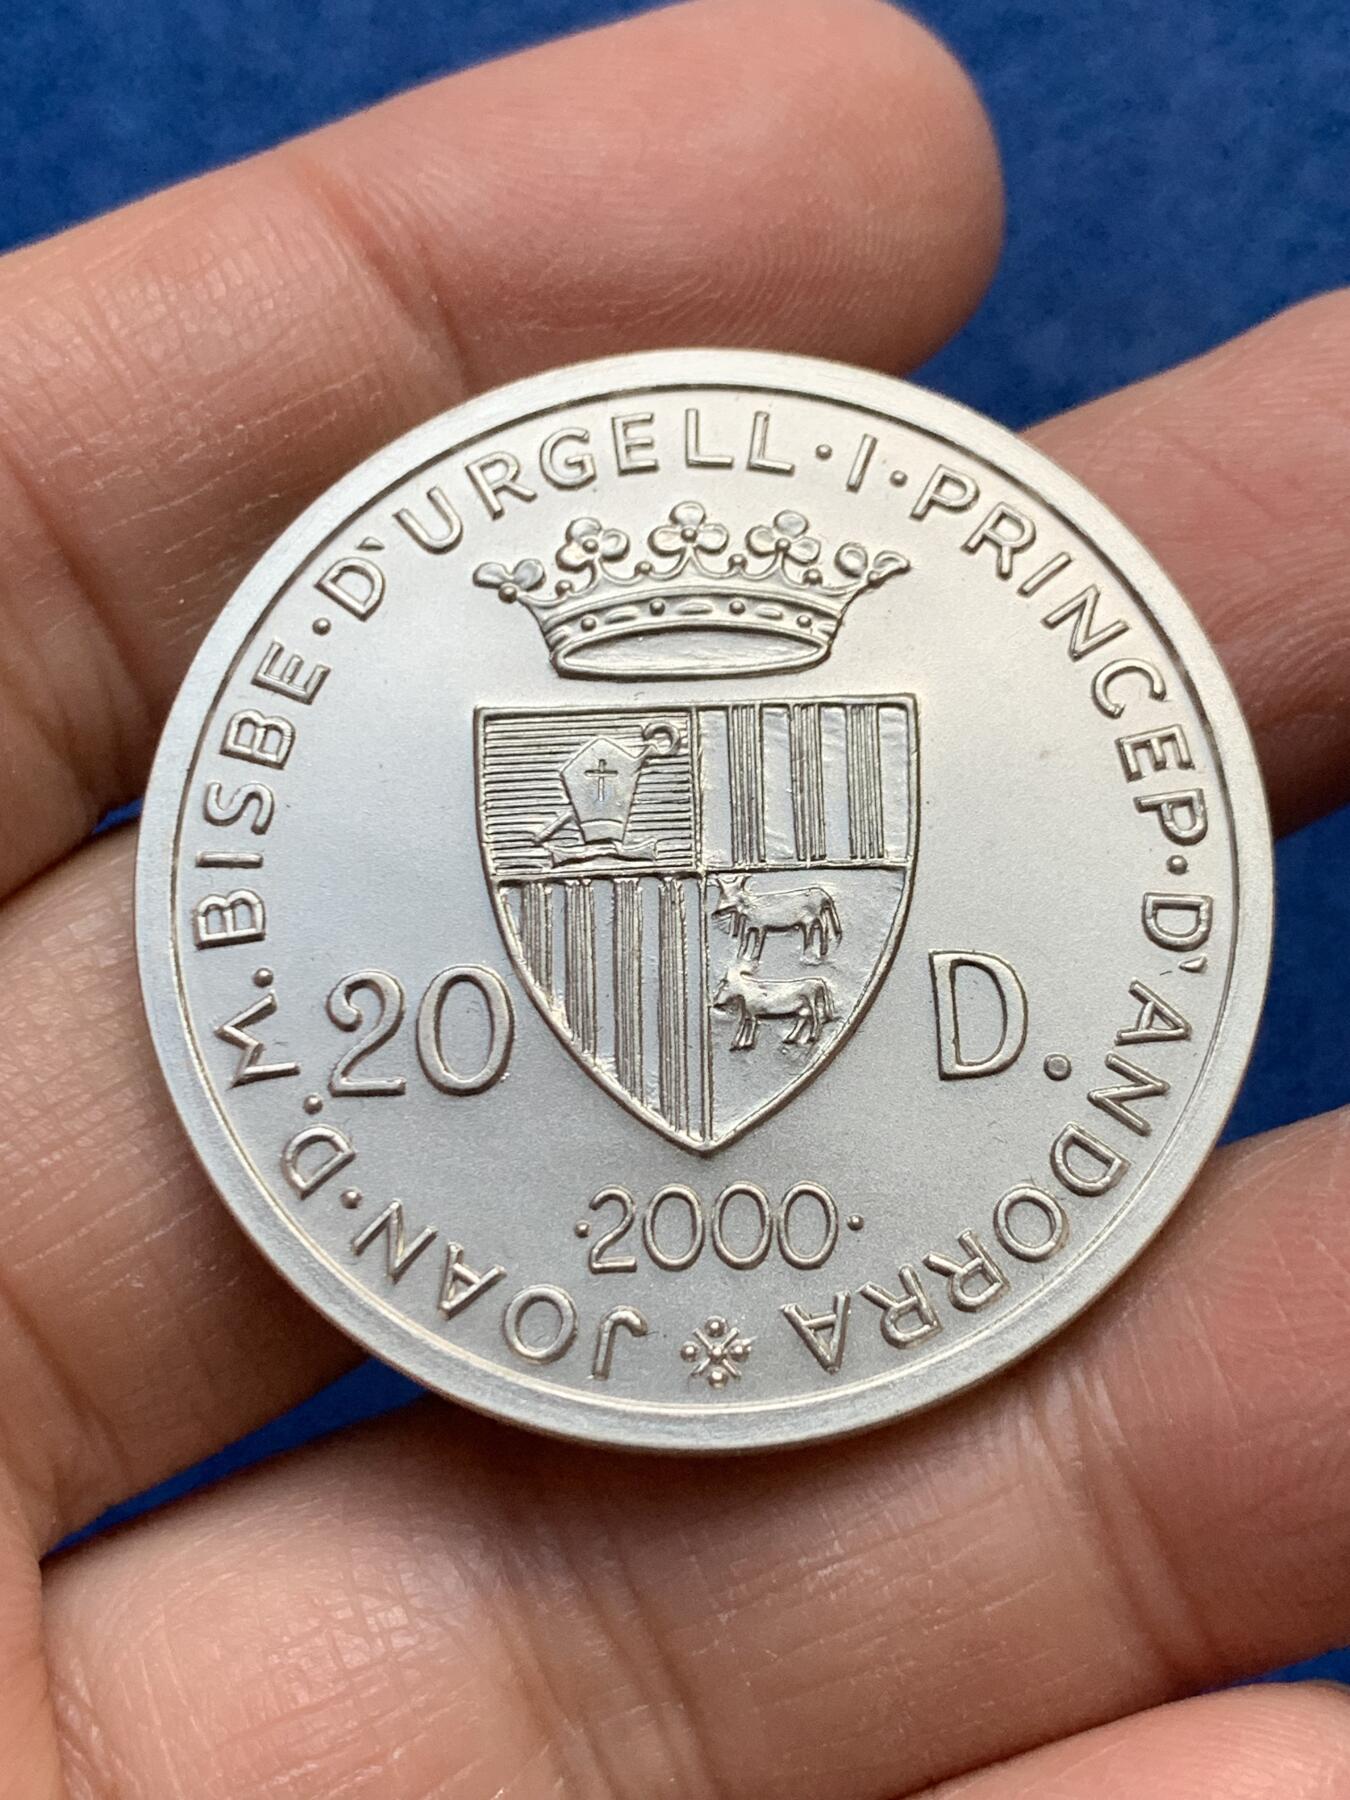 JOAN·D.D.M.BISBE·D'URGELL·I·PRINCEP·D'ANDORRA
20 D.
·2000·